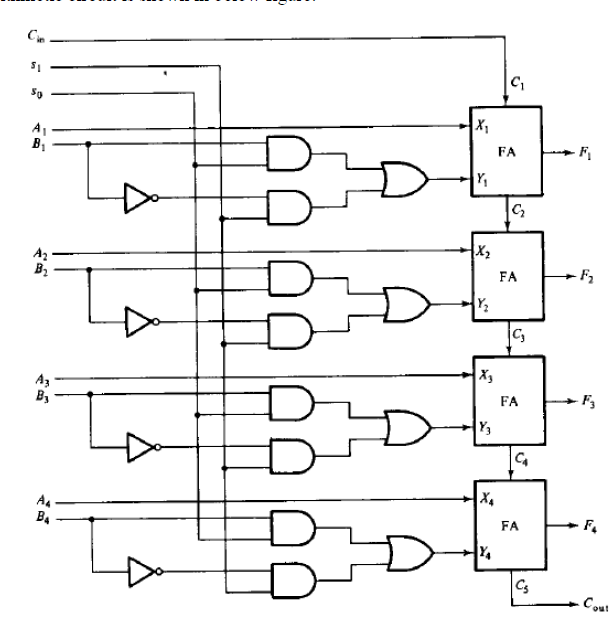 C_in
s_1
s_0
C_1
A_1
X_1
B_1
FA
F_1
Y_1
C_2
A_2
X_2
B_2
FA
F_2
Y_2
C_3
A_3
X_3
B_3
FA
F_3
Y_3
C_4
A_4
X_4
B_4
FA
F_4
Y_4
C_5
C_out